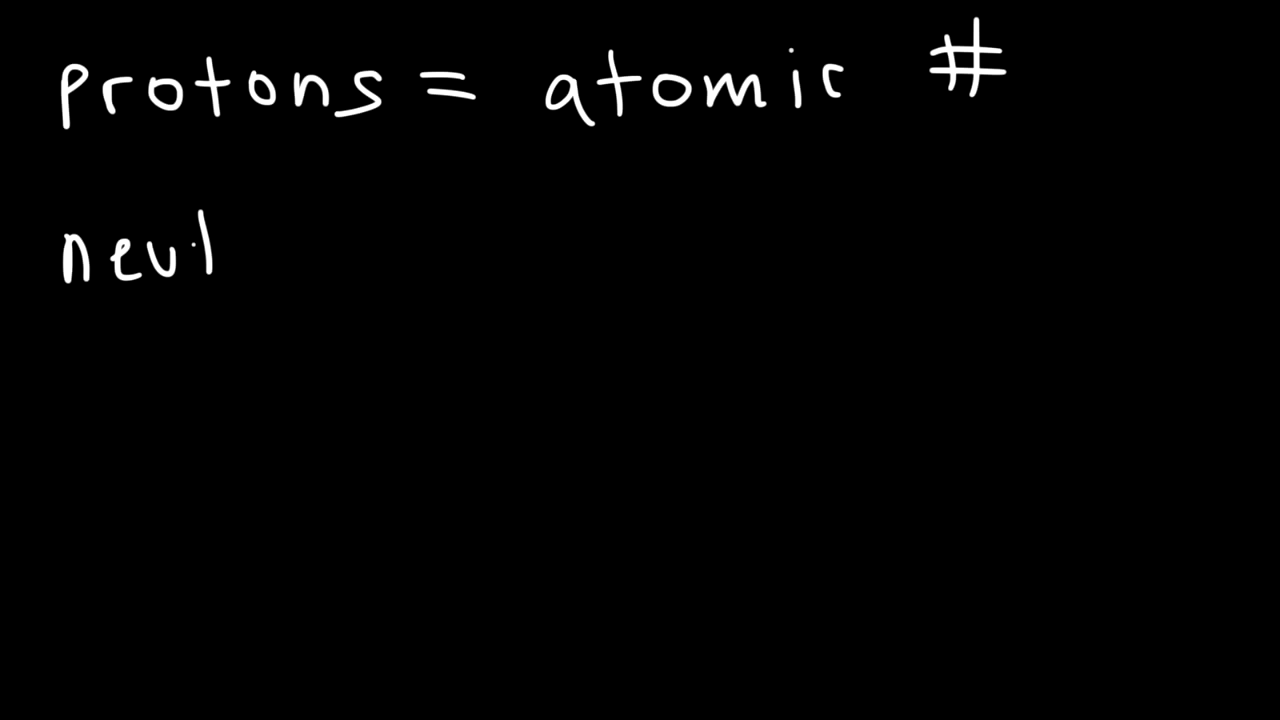 protons = atomic #
neu